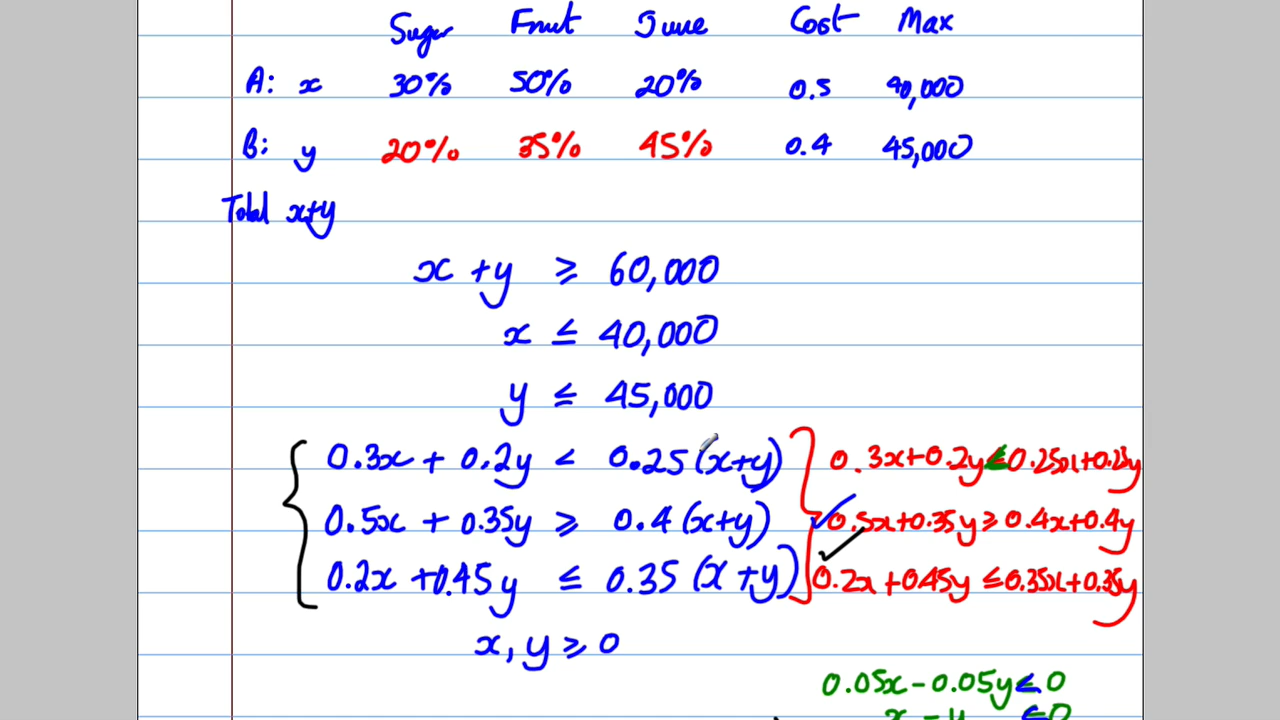 Sugar Fruit Juice Cost Max
A: x 30% 50% 20% 0.5 40,000
B: y 20% 35% 45% 0.4 45,000
Total x+y
x + y ≥ 60,000
x ≤ 40,000
y ≤ 45,000
0.3x + 0.2y < 0.25 (x+y) 0.3x+0.2y≤0.25x+0.25y
0.5x + 0.35y ≥ 0.4 (x+y) 0.5x+0.35y≥0.4x+0.4y
0.2x + 0.45y ≤ 0.35 (x+y) 0.2x+0.45y≤0.35x+0.35y
x, y ≥ 0
0.05x - 0.05y ≤ 0
x - y ≤ 0